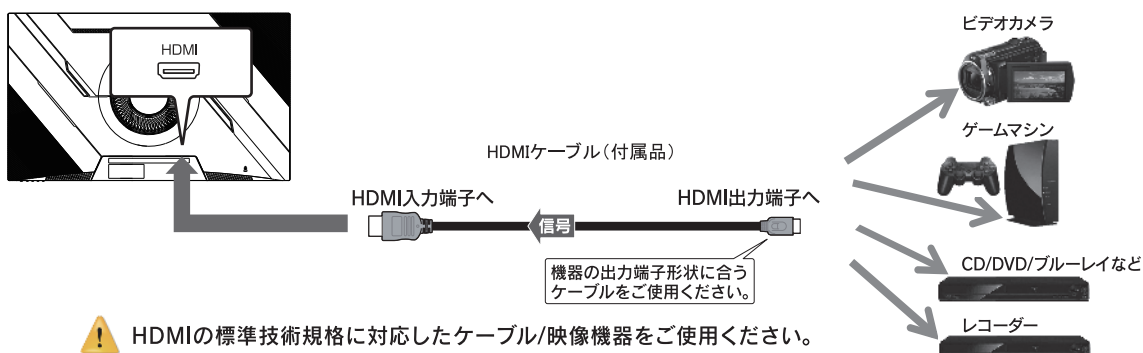 HDMI
ビデオカメラ
ゲームマシン
HDMIケーブル（付属品）
HDMI入力端子へ
HDMI出力端子へ
信号
機器の出力端子形状に合う
ケーブルをご使用ください。
CD/DVD/ブルーレイなど
レコーダー
HDMIの標準技術規格に対応したケーブル/映像機器をご使用ください。